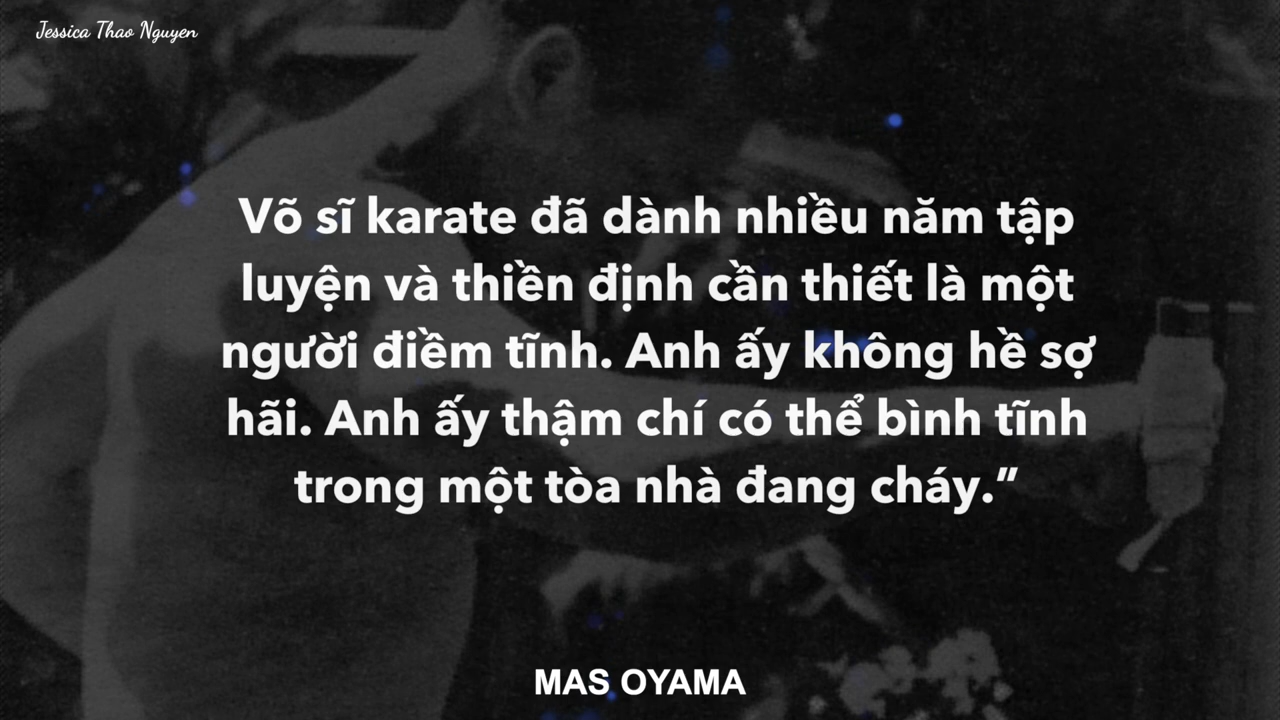 Jessica Thao Nguyen
Võ sĩ karate đã dành nhiều năm tập
luyện và thiền định cần thiết là một
người điềm tĩnh. Anh ấy không hề sợ
hãi. Anh ấy thậm chí có thể bình tĩnh
trong một tòa nhà đang cháy.”
MAS OYAMA